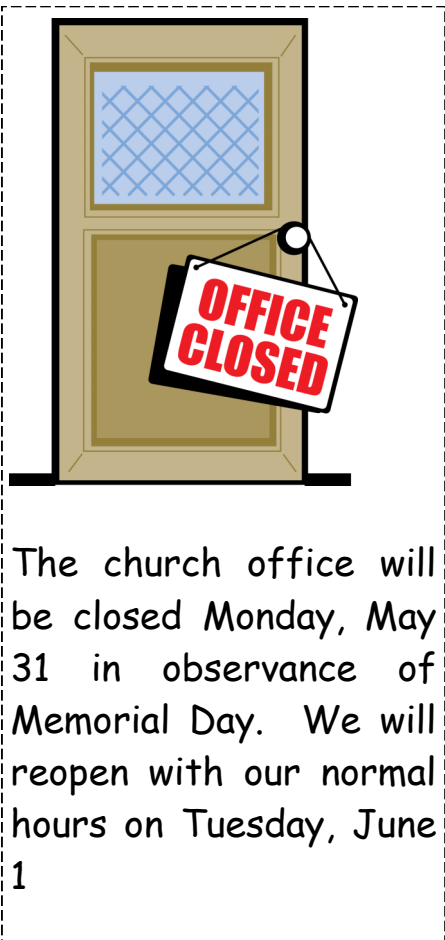 OFFICE
CLOSED
The church office will
be closed Monday, May
31 in observance of
Memorial Day. We will
reopen with our normal
hours on Tuesday, June
1